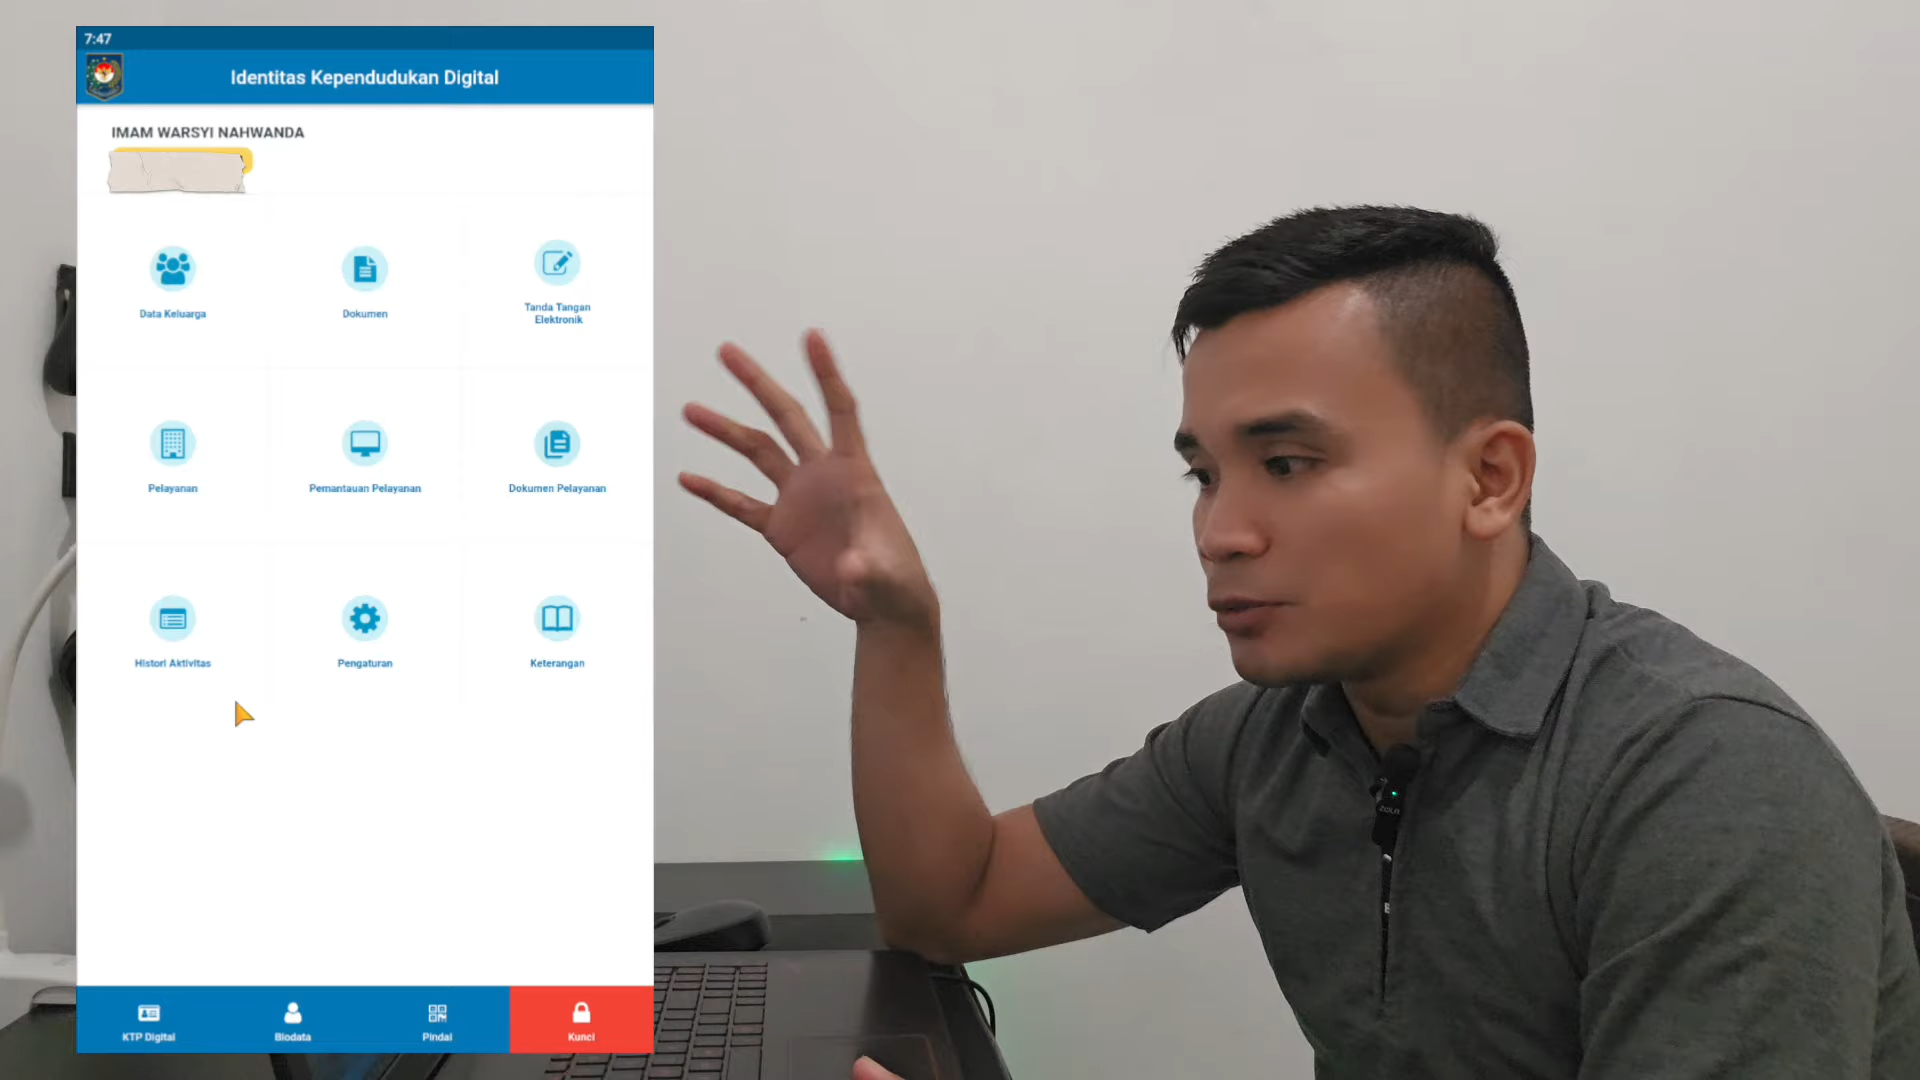 7:47
Identitas Kependudukan Digital
IMAM WARSYI NAHWANDA
Data Keluarga
Dokumen
Tanda Tangan
Elektronik
Pelayanan
Pemantauan Pelayanan
Dokumen Pelayanan
Histori Aktivitas
Pengaturan
Keterangan
KTP Digital
Biodata
Pindai
Kunci